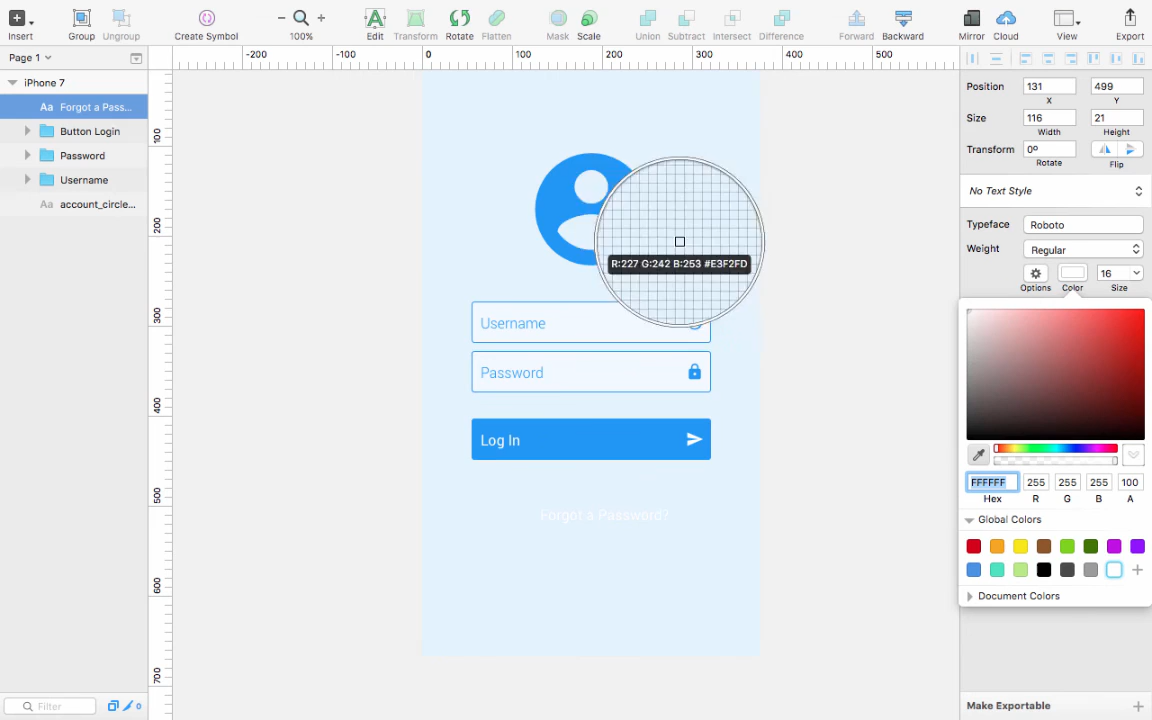 Insert
Group
Ungroup
Create Symbol
100%
Edit
Transform
Rotate
Flatten
Mask
Scale
Union
Subtract
Intersect
Difference
Forward
Backward
Mirror
Cloud
View
Export
Page 1
-200
-100
0
100
200
300
400
500
iPhone 7
Aa Forgot a Pass...
Button Login
Password
Username
Aa account_circle...
100
200
300
400
500
600
700
R:227 G:242 B:253 #E3F2FD
Username
Password
Log In
Forgot a Password?
Position
131
499
X
Y
Size
116
21
Width
Height
Transform
0º
Rotate
Flip
No Text Style
Typeface
Roboto
Weight
Regular
16
Options
Color
Size
FFFFFF
255
255
255
100
Hex
R
G
B
A
Global Colors
Document Colors
Filter
0
Make Exportable